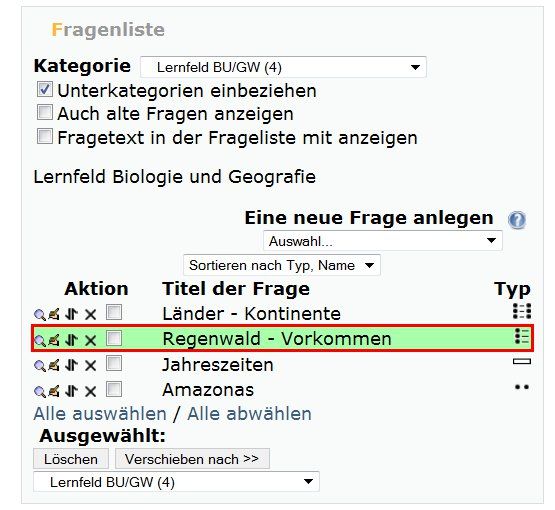 Fragenliste
Kategorie Lernfeld BU/GW (4)
Unterkategorien einbeziehen
Auch alte Fragen anzeigen
Fragetext in der Frageliste mit anzeigen
Lernfeld Biologie und Geografie
Eine neue Frage anlegen ?
Auswahl...
Sortieren nach Typ, Name
Aktion Titel der Frage Typ
Länder - Kontinente
Regenwald - Vorkommen
Jahreszeiten
Amazonas
Alle auswählen / Alle abwählen
Ausgewählt:
Löschen Verschieben nach >>
Lernfeld BU/GW (4)